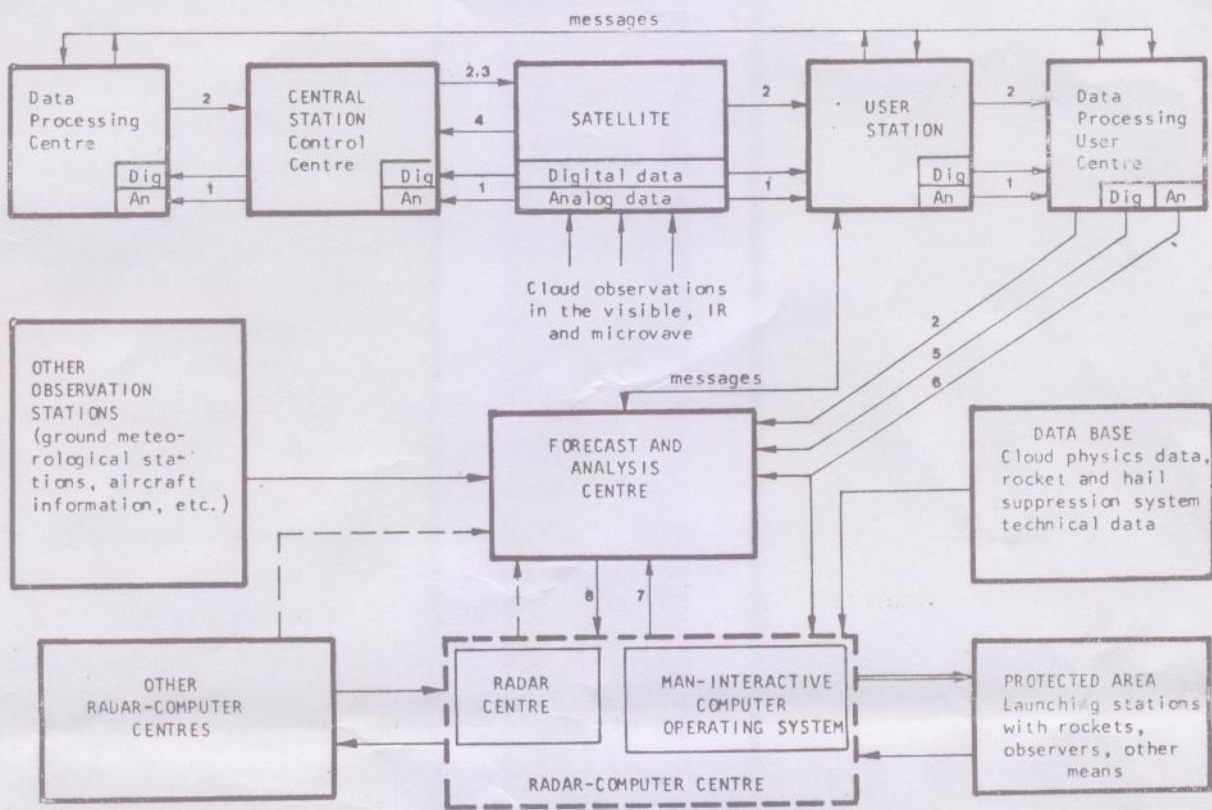 messages
Data
Processing
Centre
Dig
An
2
1
CENTRAL
STATION
Control
Centre
Dig
An
2,3
4
1
SATELLITE
Digital data
Analog data
2
1
USER
STATION
Dig
An
2
1
Data
Processing
User
Centre
Dig
An
Cloud observations
in the visible, IR
and microvave
2
5
6
messages
OTHER
OBSERVATION
STATIONS
(ground meteo-
rological sta-
tions, aircraft
information, etc.)
FORECAST AND
ANALYSIS
CENTRE
DATA BASE
Cloud physics data,
rocket and hail
suppression system
technical data
8
7
OTHER
RADAR-COMPUTER
CENTRES
RADAR
CENTRE
MAN-INTERACTIVE
COMPUTER
OPERATING SYSTEM
RADAR-COMPUTER CENTRE
PROTECTED AREA
Launching stations
with rockets,
observers, other
means